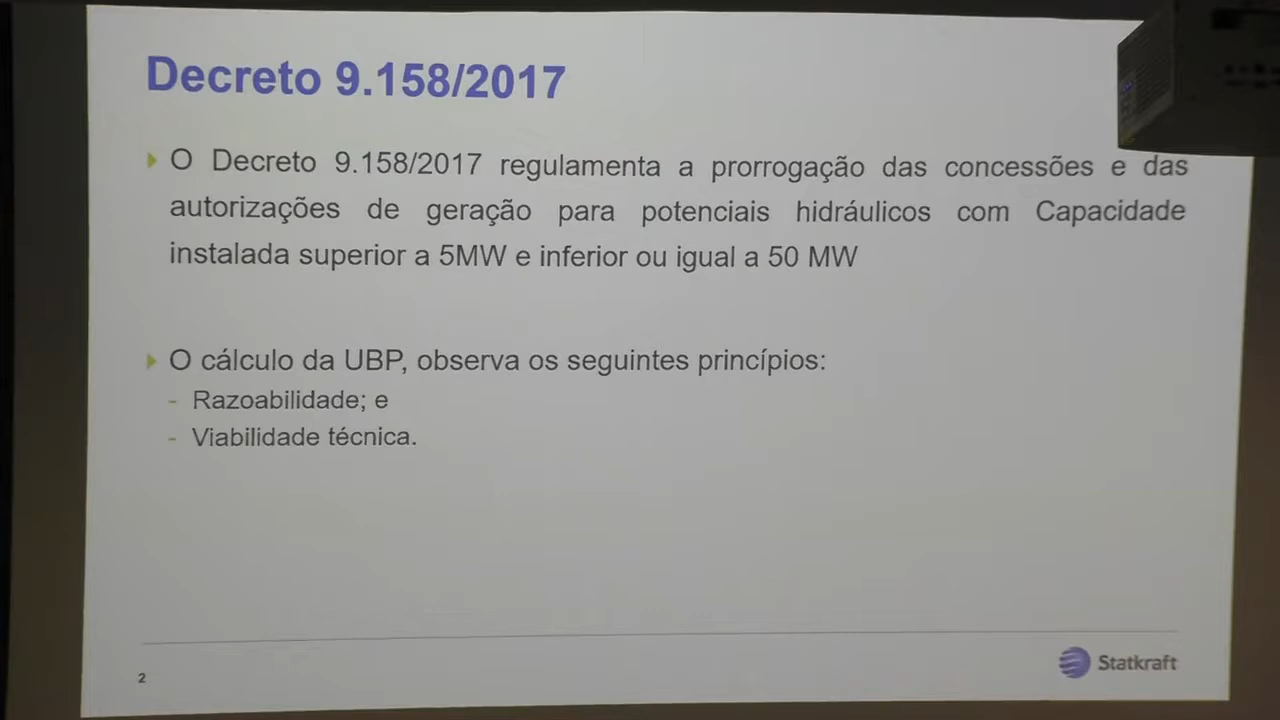 Decreto 9.158/2017
O Decreto 9.158/2017 regulamenta a prorrogação das concessões e das
autorizações de geração para potenciais hidráulicos com Capacidade
instalada superior a 5MW e inferior ou igual a 50 MW
O cálculo da UBP, observa os seguintes princípios:
- Razoabilidade; e
- Viabilidade técnica.
2
Statkraft